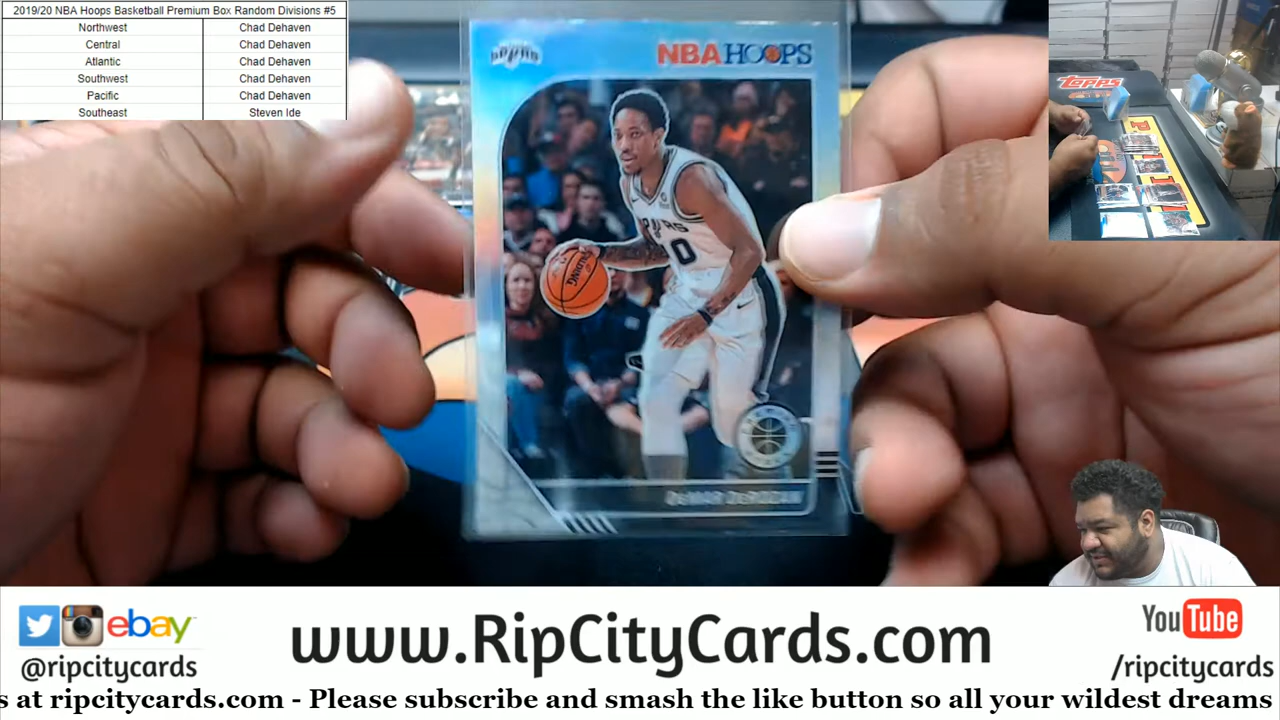 2019/20 NBA Hoops Basketball Premium Box Random Divisions #5
Northwest Chad Dehaven
Central Chad Dehaven
Atlantic Chad Dehaven
Southwest Chad Dehaven
Pacific Chad Dehaven
Southeast Steven Ide
SPURS
NBA HOOPS
SPALDING
SPURS
10
DeMAR DeROZAN
Topps
ebay
@ripcitycards
www.RipCityCards.com
YouTube
/ripcitycards
s at ripcitycards.com - Please subscribe and smash the like button so all your wildest dreams